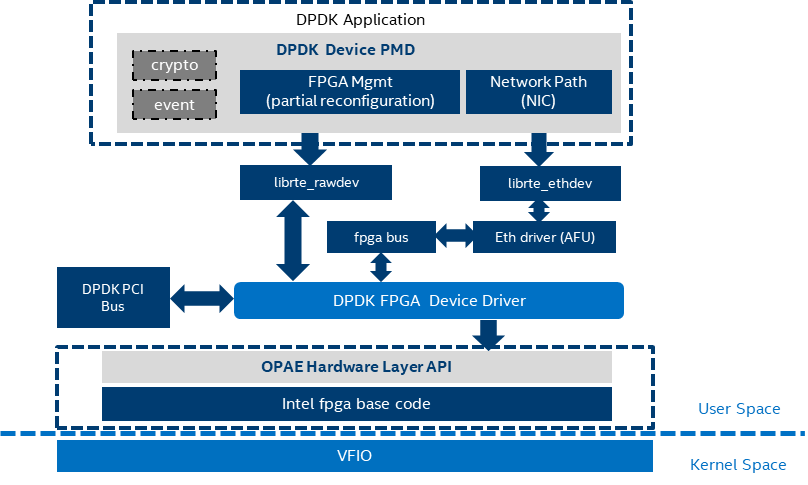 DPDK Application
DPDK Device PMD
crypto
event
FPGA Mgmt
(partial reconfiguration)
Network Path
(NIC)
librte_rawdev
librte_ethdev
fpga bus
Eth driver (AFU)
DPDK PCI
Bus
DPDK FPGA Device Driver
OPAE Hardware Layer API
Intel fpga base code
User Space
VFIO
Kernel Space